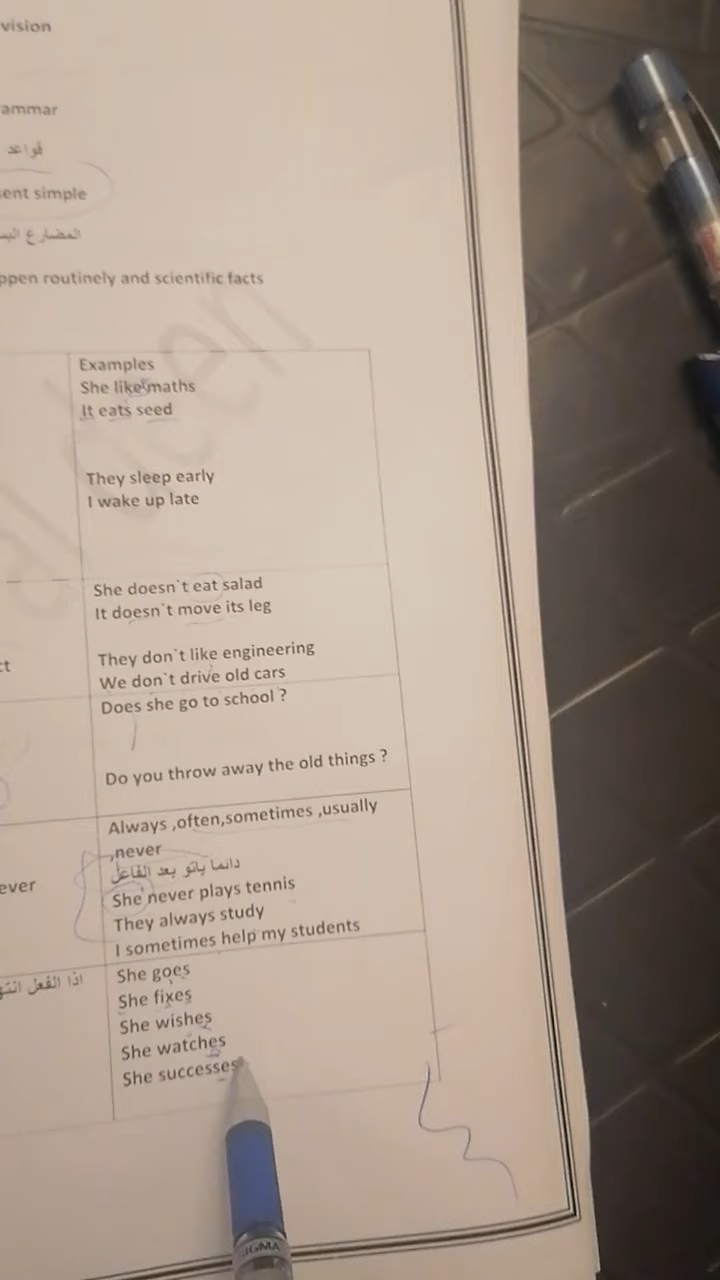 vision
ammar
قواعد
ent simple
المضارع البس
ppen routinely and scientific facts
Examples
She likes maths
It eats seed
They sleep early
I wake up late
She doesn`t eat salad
It doesn`t move its leg
ct
They don`t like engineering
We don`t drive old cars
Does she go to school ?
Do you throw away the old things ?
Always ,often,sometimes ,usually
,never
دائما ياتو بعد الفاعل
ever
She never plays tennis
They always study
I sometimes help my students
اذا الفعل انته
She goes
She fixes
She wishes
She watches
She successes
SIGMA